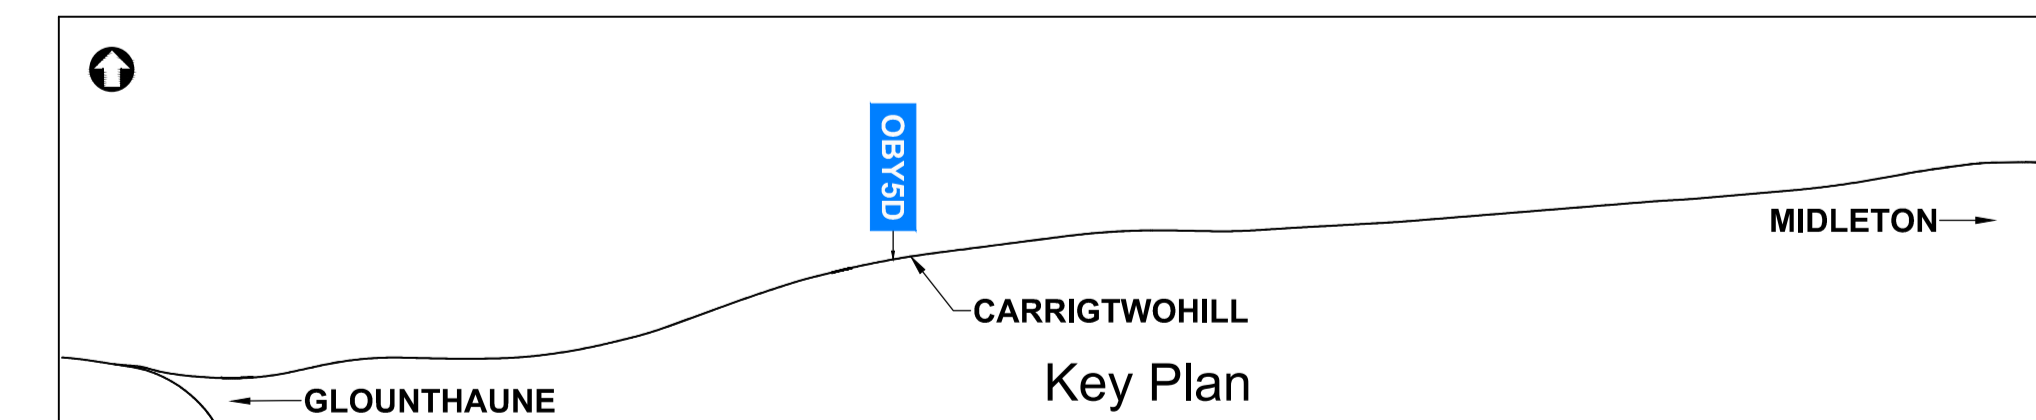 OBY5D
MIDLETON
CARRIGTWOHILL
Key Plan
GLOUNTHAUNE